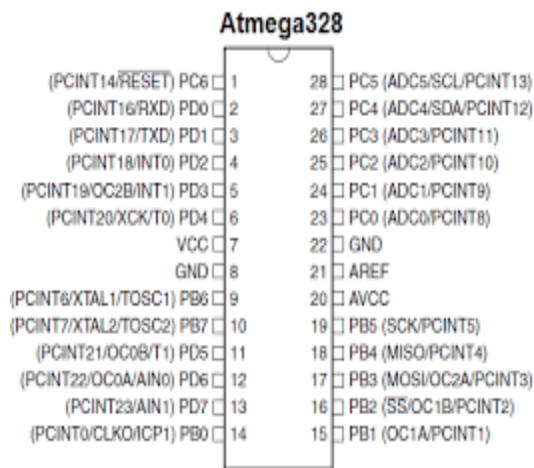 Atmega328
(PCINT14/RESET) PC6 1 28 PC5 (ADC5/SCL/PCINT13)
(PCINT16/RXD) PD0 2 27 PC4 (ADC4/SDA/PCINT12)
(PCINT17/TXD) PD1 3 26 PC3 (ADC3/PCINT11)
(PCINT18/INT0) PD2 4 25 PC2 (ADC2/PCINT10)
(PCINT19/OC2B/INT1) PD3 5 24 PC1 (ADC1/PCINT9)
(PCINT20/XCK/T0) PD4 6 23 PC0 (ADC0/PCINT8)
VCC 7 22 GND
GND 8 21 AREF
(PCINT6/XTAL1/TOSC1) PB6 9 20 AVCC
(PCINT7/XTAL2/TOSC2) PB7 10 19 PB5 (SCK/PCINT5)
(PCINT21/OC0B/T1) PD5 11 18 PB4 (MISO/PCINT4)
(PCINT22/OC0A/AIN0) PD6 12 17 PB3 (MOSI/OC2A/PCINT3)
(PCINT23/AIN1) PD7 13 16 PB2 (SS/OC1B/PCINT2)
(PCINT0/CLKO/ICP1) PB0 14 15 PB1 (OC1A/PCINT1)